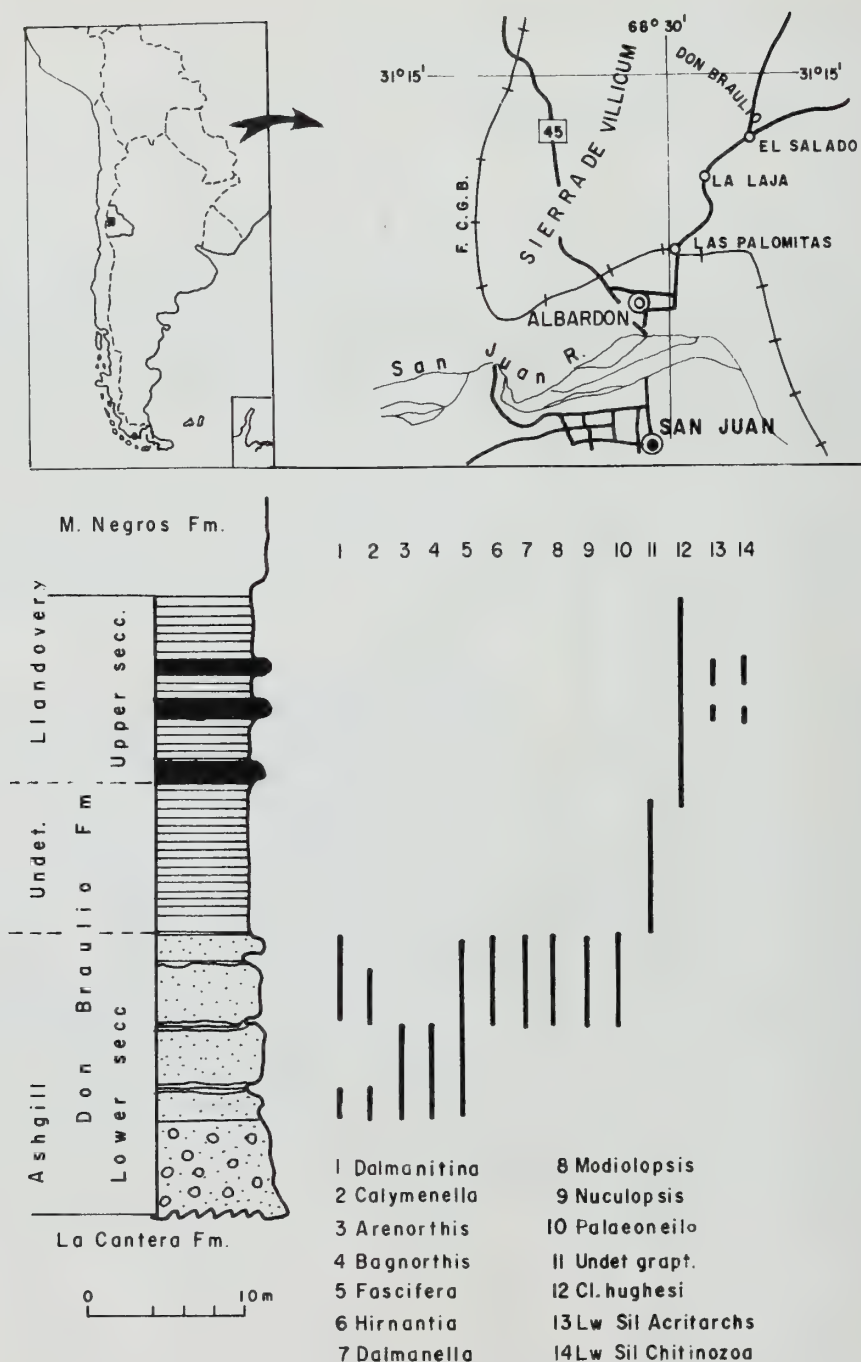 68° 30'
31° 15'
31° 15'
DON BRAULIO
SIERRA DE VILLICUM
45
EL SALADO
LA LAJA
F.C.G.B.
LAS PALOMITAS
ALBARDON
San Juan R.
SAN JUAN
M. Negros Fm.
1 2 3 4 5 6 7 8 9 10 11 12 13 14
Llandovery
Upper secc.
Undet.
Don Braulio Fm
Ashgill
Lower secc
La Cantera Fm.
0 10 m
1 Dalmanitina
2 Calymenella
3 Arenorthis
4 Bagnorthis
5 Fascifera
6 Hirnantia
7 Dalmanella
8 Modiolopsis
9 Nuculopsis
10 Palaeoneilo
11 Undet grapt.
12 Cl. hughesi
13 Lw Sil Acritarchs
14 Lw Sil Chitinozoa